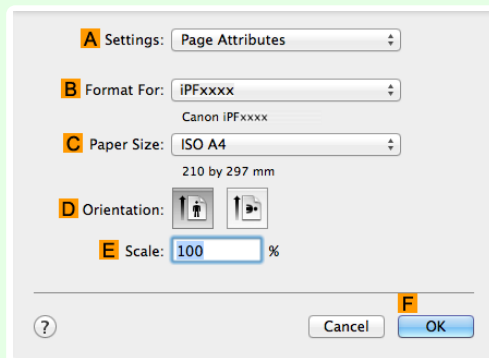 A Settings: Page Attributes
B Format For: iPFxxxx
Canon iPFxxxx
C Paper Size: ISO A4
210 by 297 mm
D Orientation:
E Scale: 100 %
F
? Cancel OK